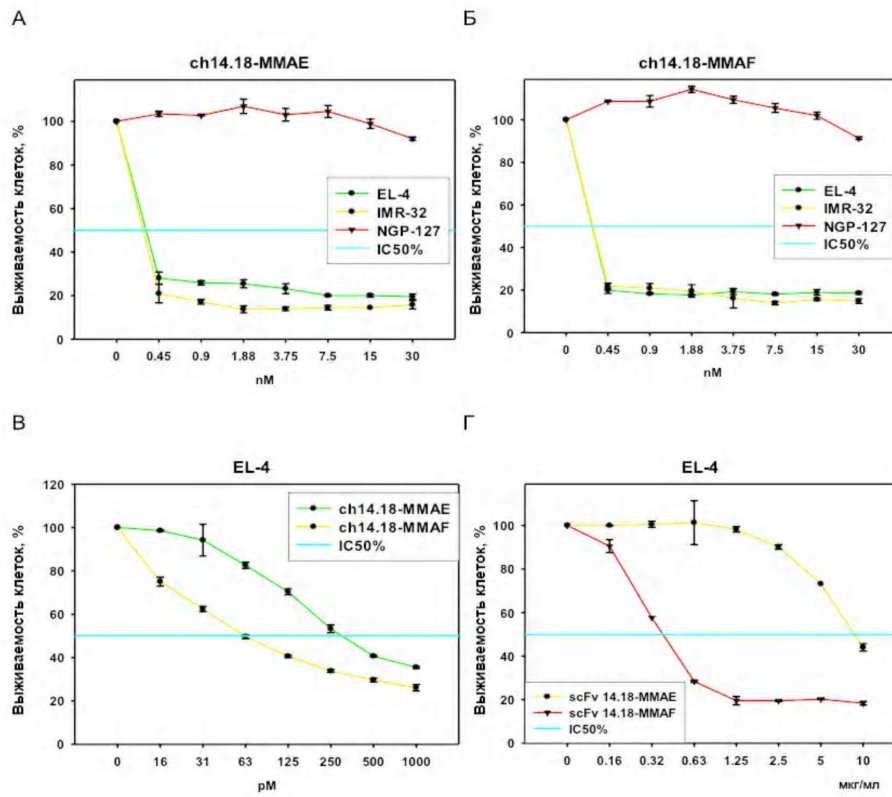 А
Б
ch14.18-MMAE
Выживаемость клеток, %
100
80
60
40
20
0
EL-4
IMR-32
NGP-127
IC50%
0 0.45 0.9 1.88 3.75 7.5 15 30
nM
ch14.18-MMAF
Выживаемость клеток, %
100
80
60
40
20
0
EL-4
IMR-32
NGP-127
IC50%
0 0.45 0.9 1.88 3.75 7.5 15 30
nM
В
Г
EL-4
Выживаемость клеток, %
120
100
80
60
40
20
0
ch14.18-MMAE
ch14.18-MMAF
IC50%
0 16 31 63 125 250 500 1000
pM
EL-4
Выживаемость клеток, %
100
80
60
40
20
0
scFv 14.18-MMAE
scFv 14.18-MMAF
IC50%
0 0.16 0.32 0.63 1.25 2.5 5 10
мкг/мл